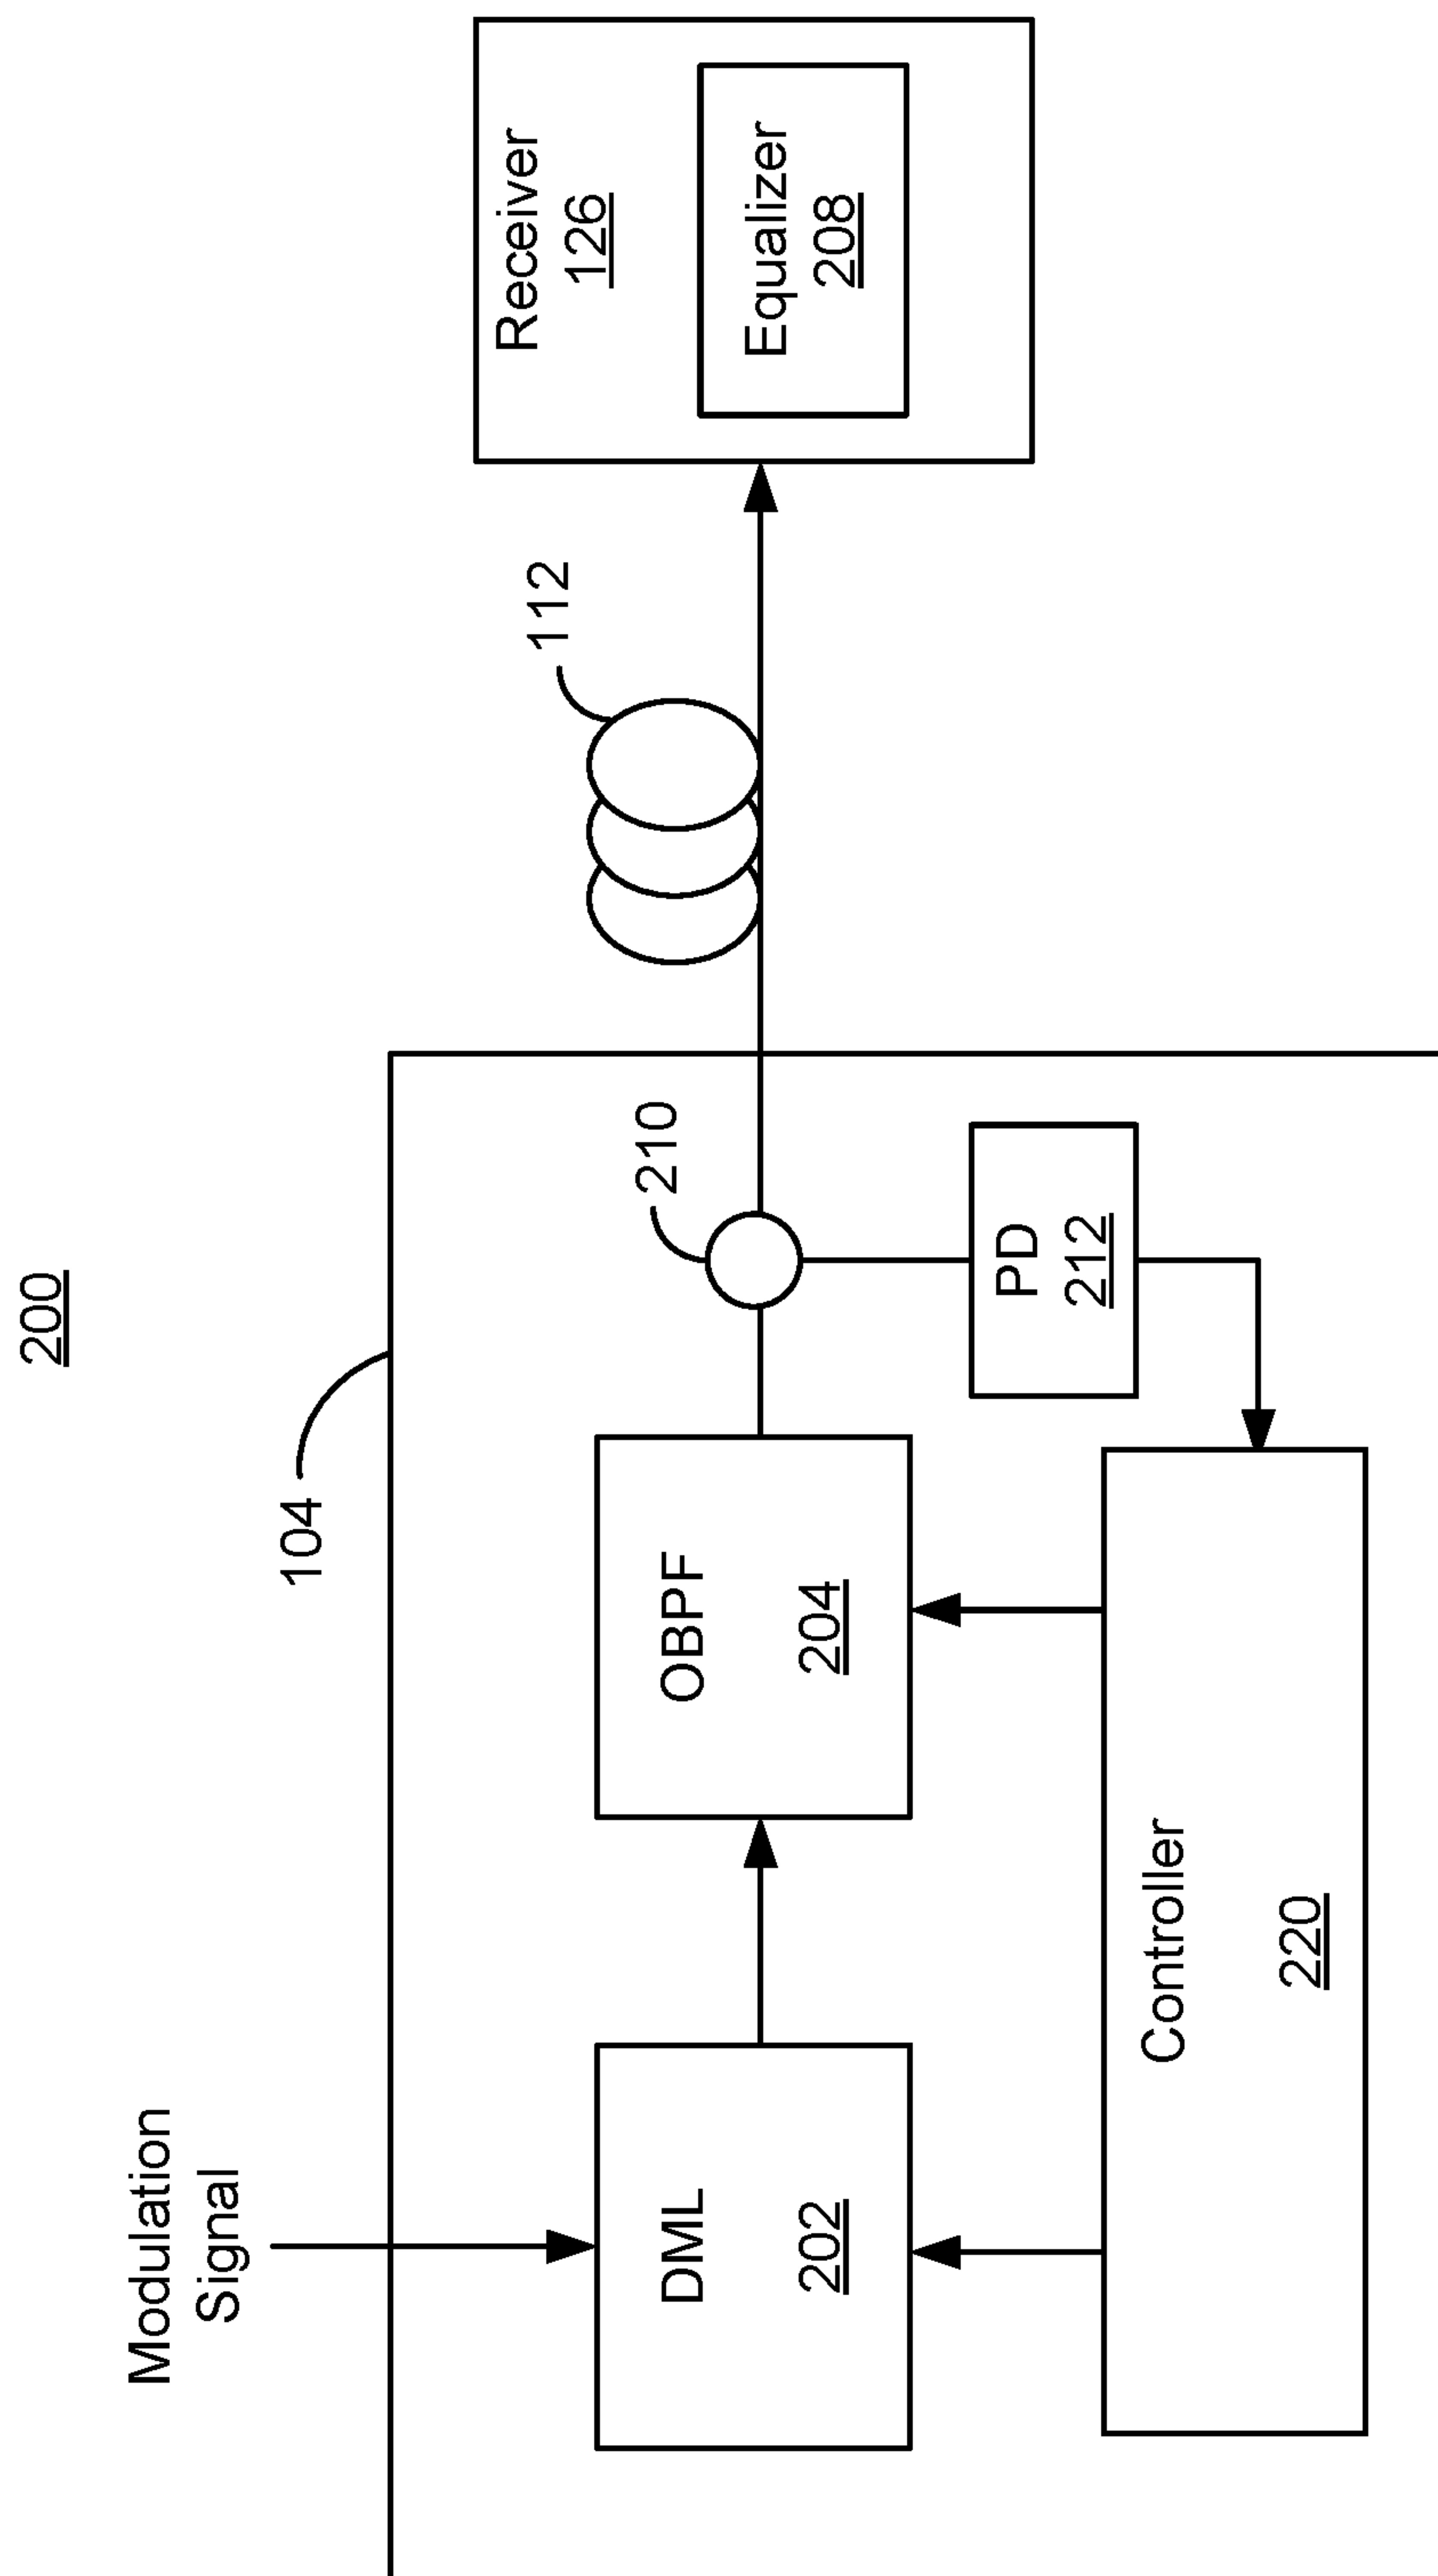 200
Modulation
Signal
104
DML
202
OBPF
204
210
112
Receiver
126
Equalizer
208
PD
212
Controller
220